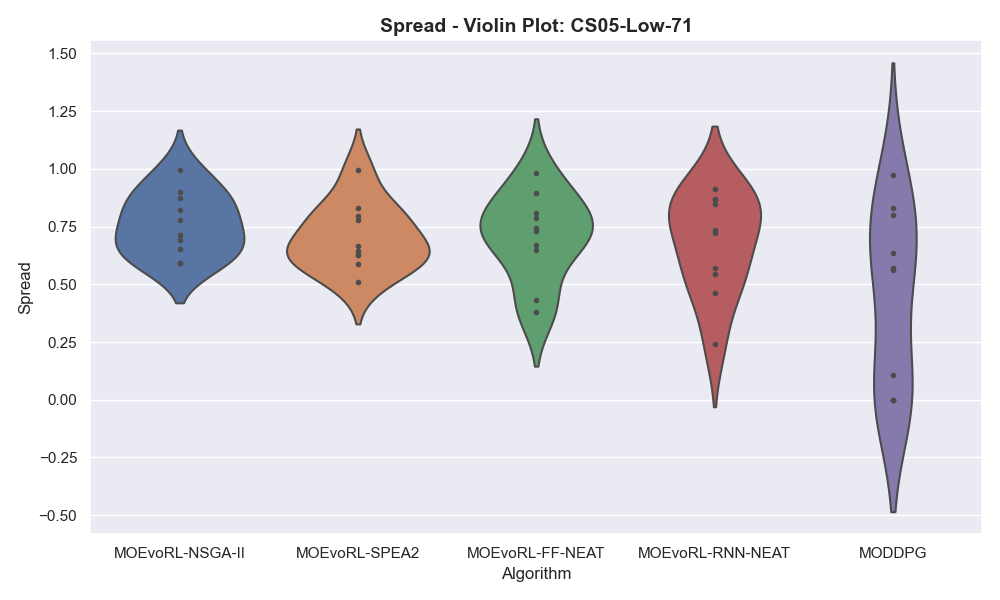 Spread - Violin Plot: CS05-Low-71
1.50
1.25
1.00
0.75
0.50
0.25
0.00
−0.25
−0.50
Spread
MOEvoRL-NSGA-II
MOEvoRL-SPEA2
MOEvoRL-FF-NEAT
MOEvoRL-RNN-NEAT
MODDPG
Algorithm